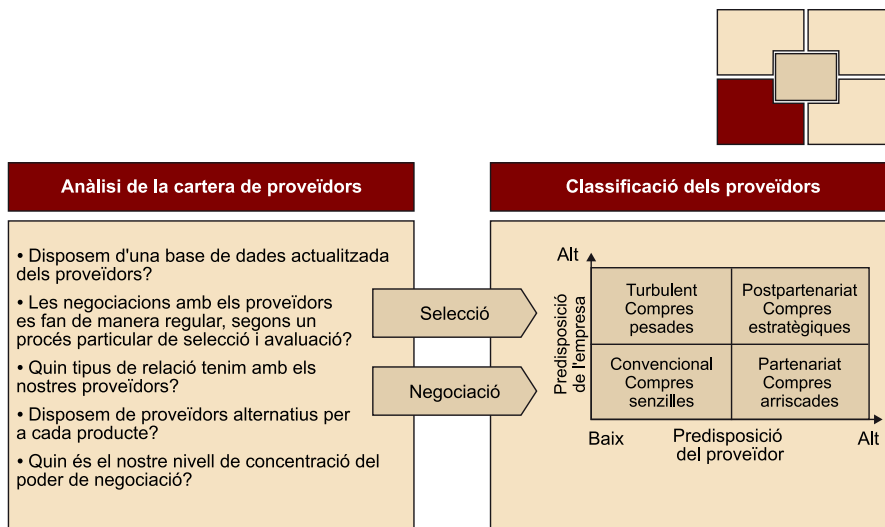 Anàlisi de la cartera de proveïdors
• Disposem d'una base de dades actualitzada
dels proveïdors?
• Les negociacions amb els proveïdors
es fan de manera regular, segons un
procés particular de selecció i avaluació?
• Quin tipus de relació tenim amb els
nostres proveïdors?
• Disposem de proveïdors alternatius per
a cada producte?
• Quin és el nostre nivell de concentració del
poder de negociació?
Selecció
Negociació
Classificació dels proveïdors
Alt
Predisposició
de l'empresa
Turbulent
Compres
pesades
Postpartenariat
Compres
estratègiques
Convencional
Compres
senzilles
Partenariat
Compres
arriscades
Baix
Predisposició
del proveïdor
Alt